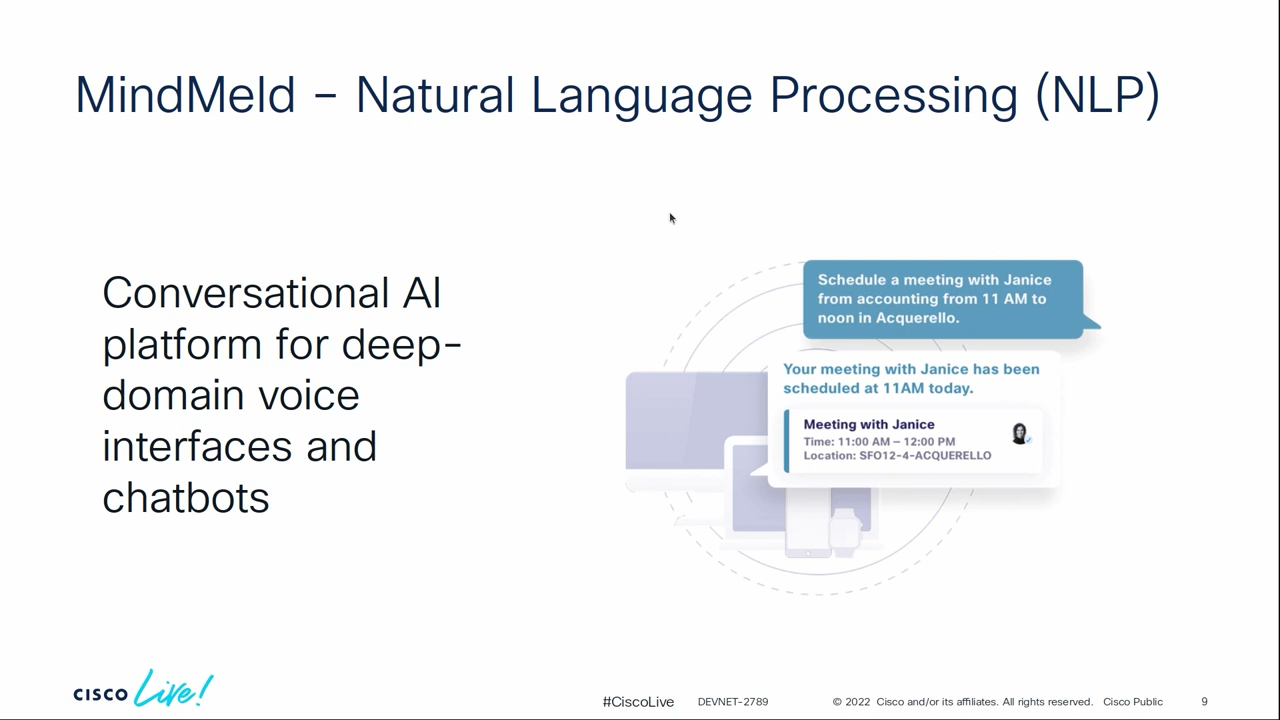 MindMeld – Natural Language Processing (NLP)
Conversational AI
platform for deep-
domain voice
interfaces and
chatbots
Schedule a meeting with Janice
from accounting from 11 AM to
noon in Acquerello.
Your meeting with Janice has been
scheduled at 11AM today.
Meeting with Janice
Time: 11:00 AM – 12:00 PM
Location: SFO12-4-ACQUERELLO
CISCO Live!
#CiscoLive DEVNET-2789 © 2022 Cisco and/or its affiliates. All rights reserved. Cisco Public 9